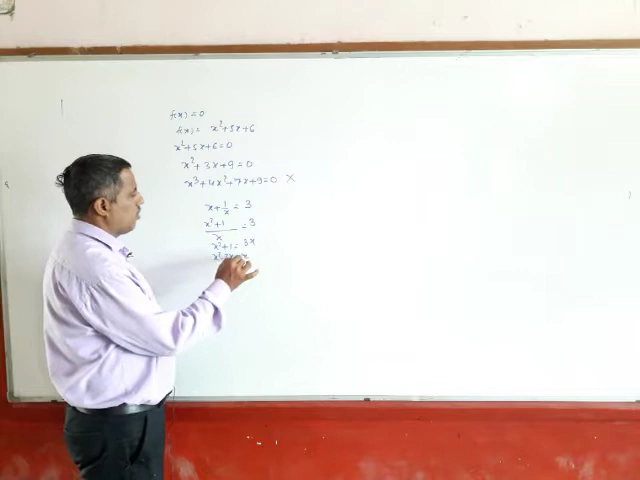 f(x) = 0
f(x) = x²+5x+6
x²+5x+6=0
x²+3x+9=0
x³+4x²+7x+9=0 ×
x+1/x = 3
x²+1/x = 3
x²+1= 3x